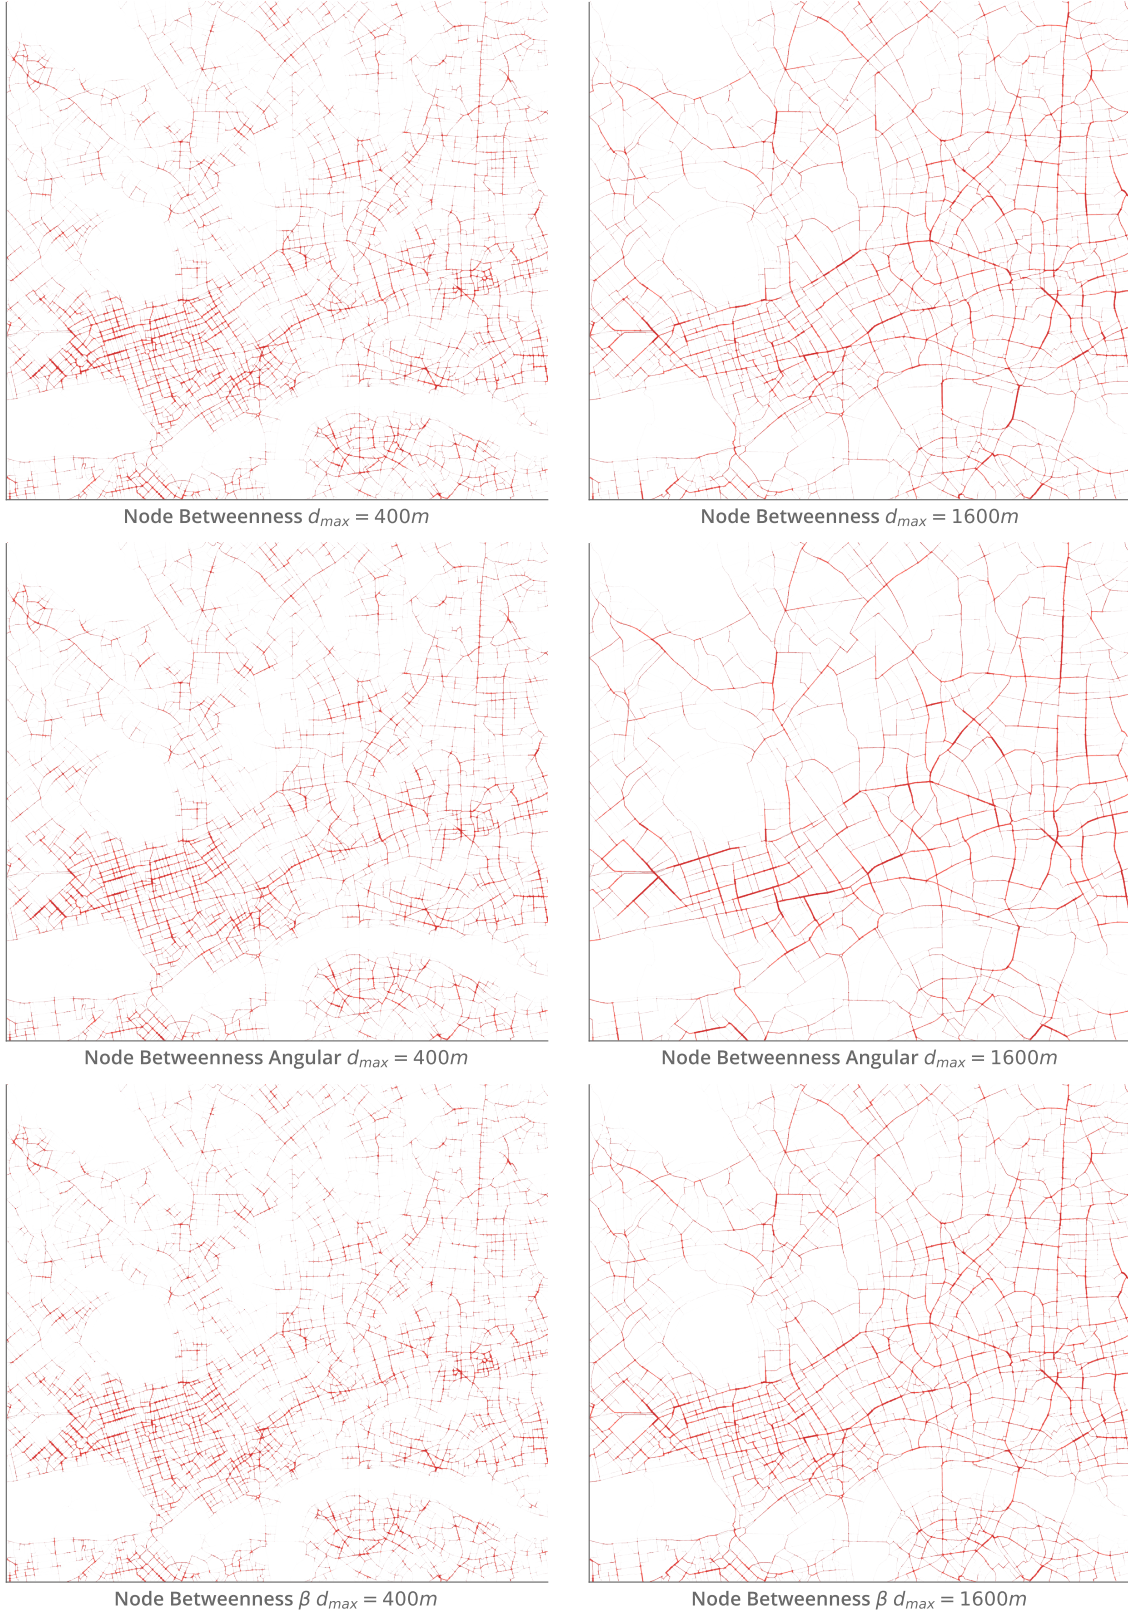 Node Betweenness dmax = 400m
Node Betweenness dmax = 1600m
Node Betweenness Angular dmax = 400m
Node Betweenness Angular dmax = 1600m
Node Betweenness β dmax = 400m
Node Betweenness β dmax = 1600m